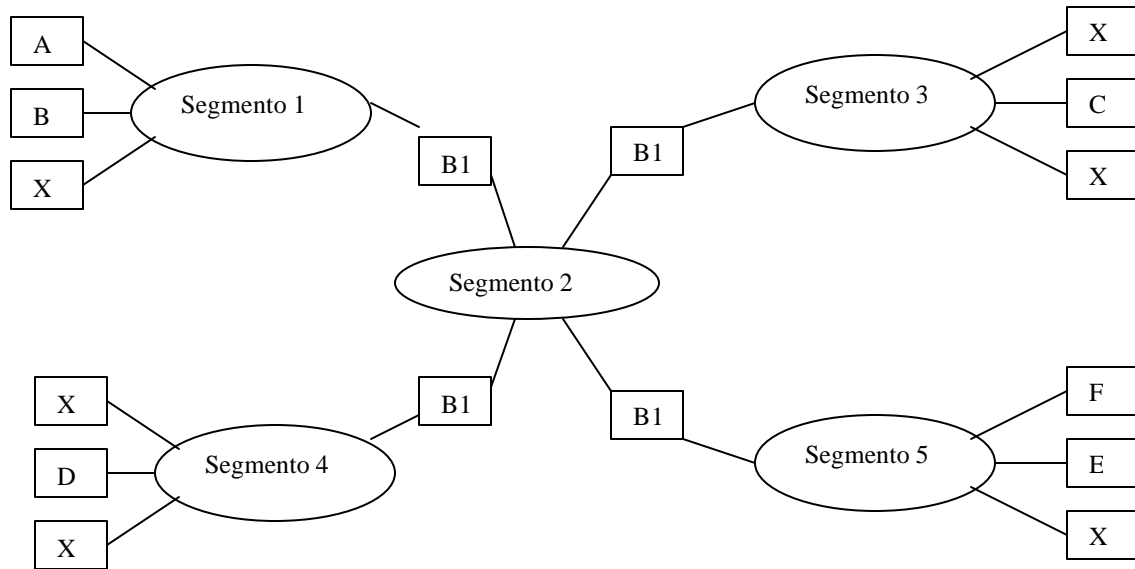 A
B
X
Segmento 1
B1
B1
Segmento 3
X
C
X
Segmento 2
X
D
X
Segmento 4
B1
B1
Segmento 5
F
E
X